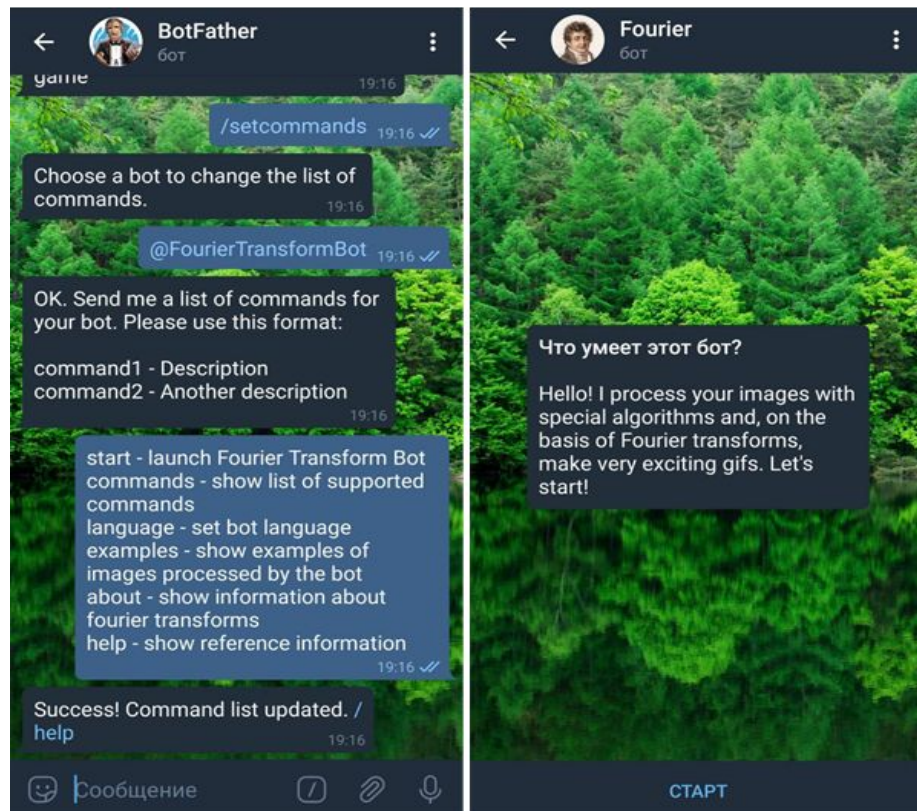 BotFather
бот
game
19:16
/setcommands 19:16
Choose a bot to change the list of
commands.
19:16
@FourierTransformBot 19:16
OK. Send me a list of commands for
your bot. Please use this format:
command1 - Description
command2 - Another description
19:16
start - launch Fourier Transform Bot
commands - show list of supported
commands
language - set bot language
examples - show examples of
images processed by the bot
about - show information about
fourier transforms
help - show reference information
19:16
Success! Command list updated. /
help
19:16
Сообщение
Fourier
бот
Что умеет этот бот?
Hello! I process your images with
special algorithms and, on the
basis of Fourier transforms,
make very exciting gifs. Let's
start!
СТАРТ